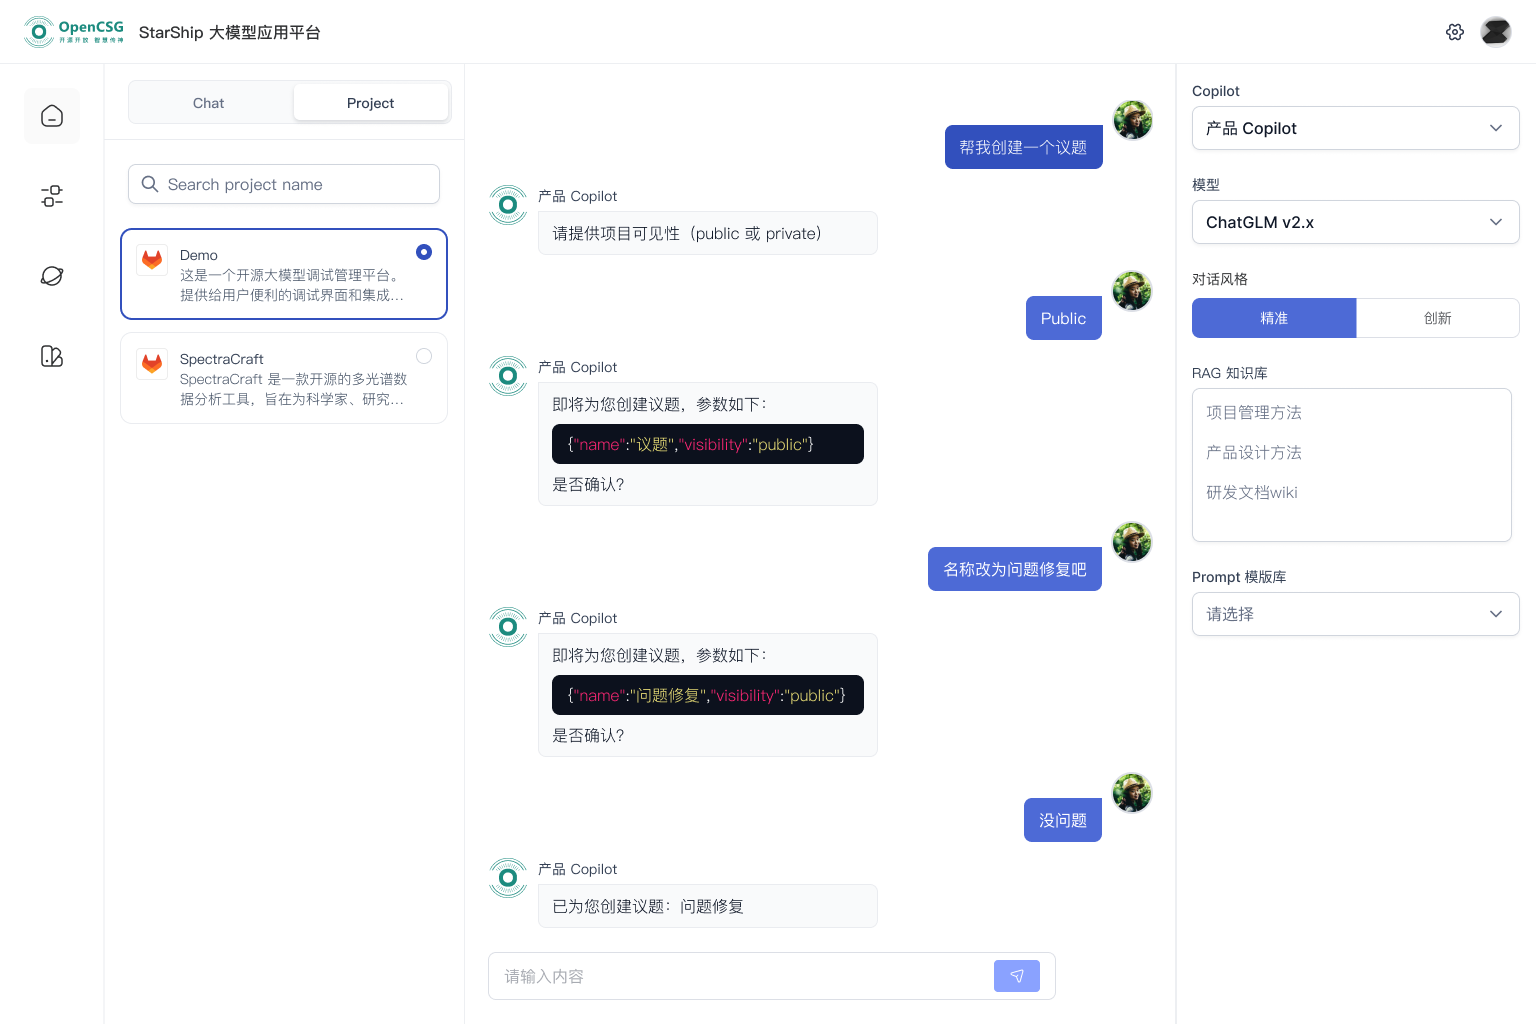 OpenCSG
开源开放 智慧传神
StarShip 大模型应用平台
Chat
Project
Search project name
Demo
这是一个开源大模型调试管理平台。
提供给用户便利的调试界面和集成...
SpectraCraft
SpectraCraft 是一款开源的多光谱数
据分析工具，旨在为科学家、研究...
帮我创建一个议题
产品 Copilot
请提供项目可见性（public 或 private）
Public
产品 Copilot
即将为您创建议题，参数如下：
{"name":"议题","visibility":"public"}
是否确认？
名称改为问题修复吧
产品 Copilot
即将为您创建议题，参数如下：
{"name":"问题修复","visibility":"public"}
是否确认？
没问题
产品 Copilot
已为您创建议题：问题修复
请输入内容
Copilot
产品 Copilot
模型
ChatGLM v2.x
对话风格
精准
创新
RAG 知识库
项目管理方法
产品设计方法
研发文档wiki
Prompt 模版库
请选择